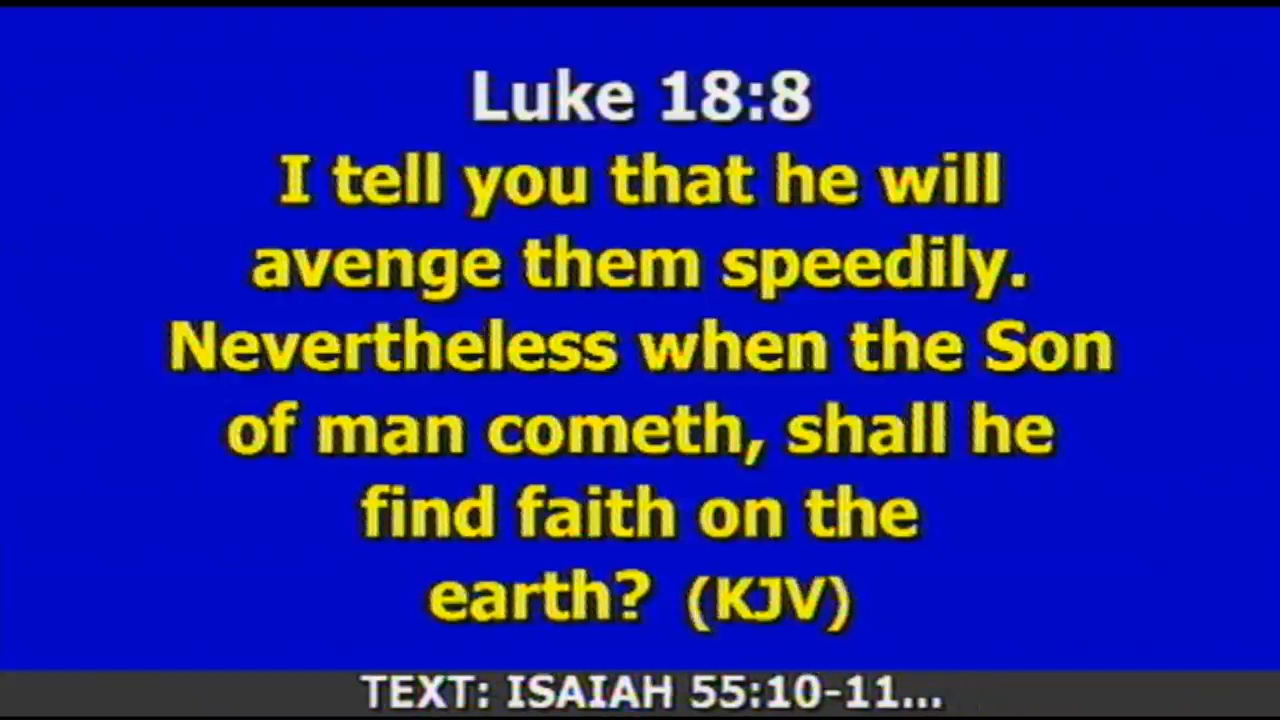 Luke 18:8
I tell you that he will
avenge them speedily.
Nevertheless when the Son
of man cometh, shall he
find faith on the
earth? (KJV)
TEXT: ISAIAH 55:10-11...